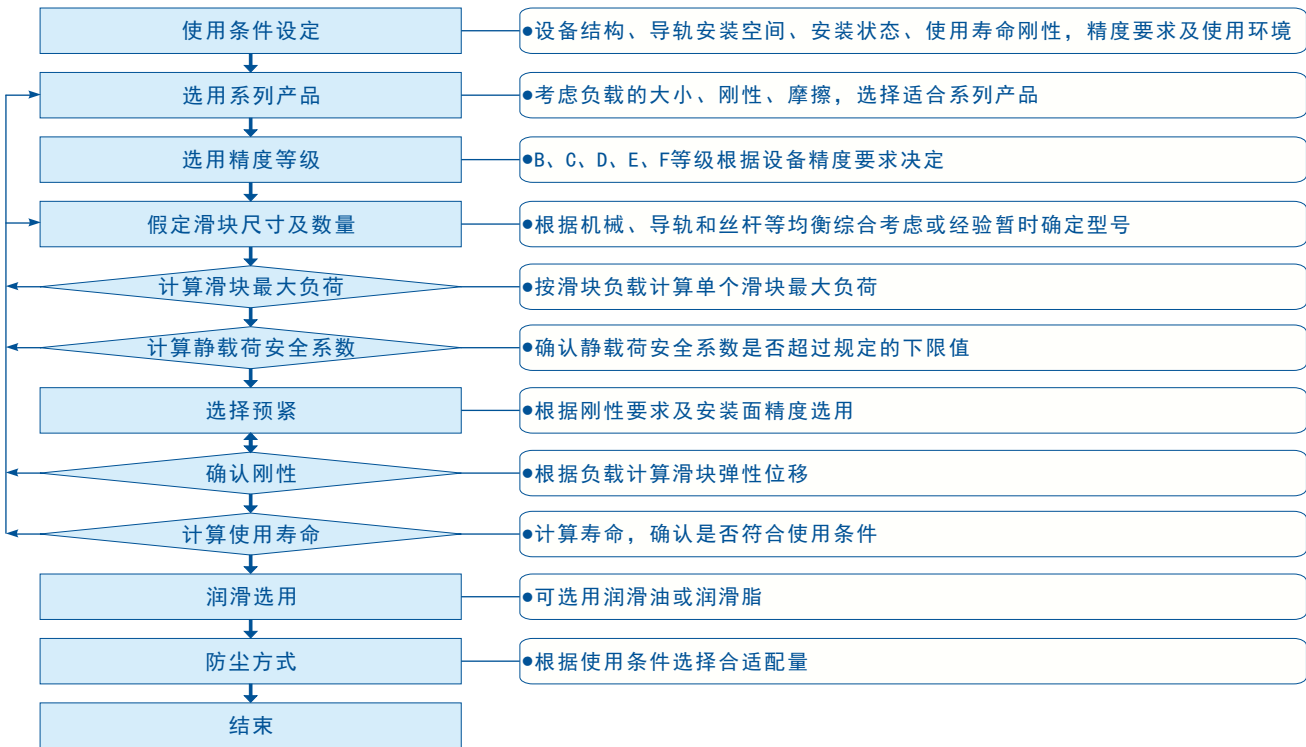 使用条件设定
●设备结构、导轨安装空间、安装状态、使用寿命刚性，精度要求及使用环境
选用系列产品
●考虑负载的大小、刚性、摩擦，选择适合系列产品
选用精度等级
●B、C、D、E、F等级根据设备精度要求决定
假定滑块尺寸及数量
●根据机械、导轨和丝杆等均衡综合考虑或经验暂时确定型号
计算滑块最大负荷
●按滑块负载计算单个滑块最大负荷
计算静载荷安全系数
●确认静载荷安全系数是否超过规定的下限值
选择预紧
●根据刚性要求及安装面精度选用
确认刚性
●根据负载计算滑块弹性位移
计算使用寿命
●计算寿命，确认是否符合使用条件
润滑选用
●可选用润滑油或润滑脂
防尘方式
●根据使用条件选择合适配量
结束